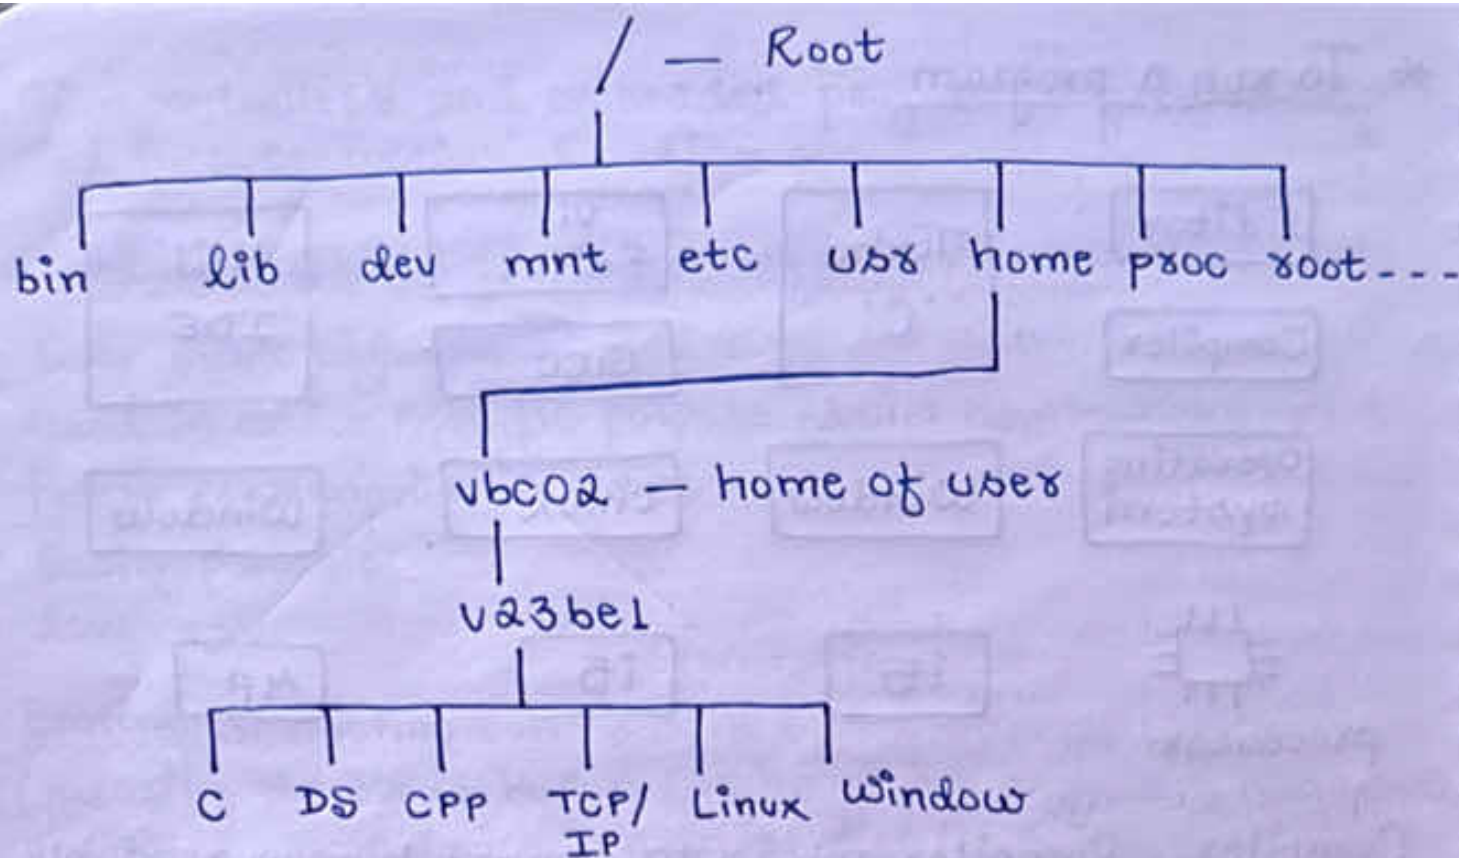 / — Root
bin lib dev mnt etc usr home proc root----
vbc02 — home of user
v23be1
C DS CPP TCP/ Linux Window
IP